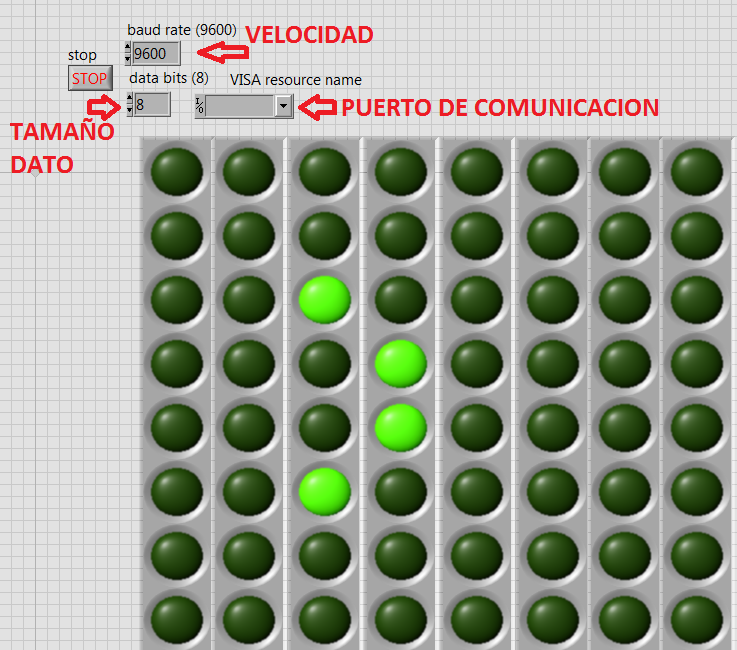 baud rate (9600)
VELOCIDAD
stop
9600
STOP
data bits (8)
VISA resource name
8
I/0
PUERTO DE COMUNICACION
TAMAÑO
DATO